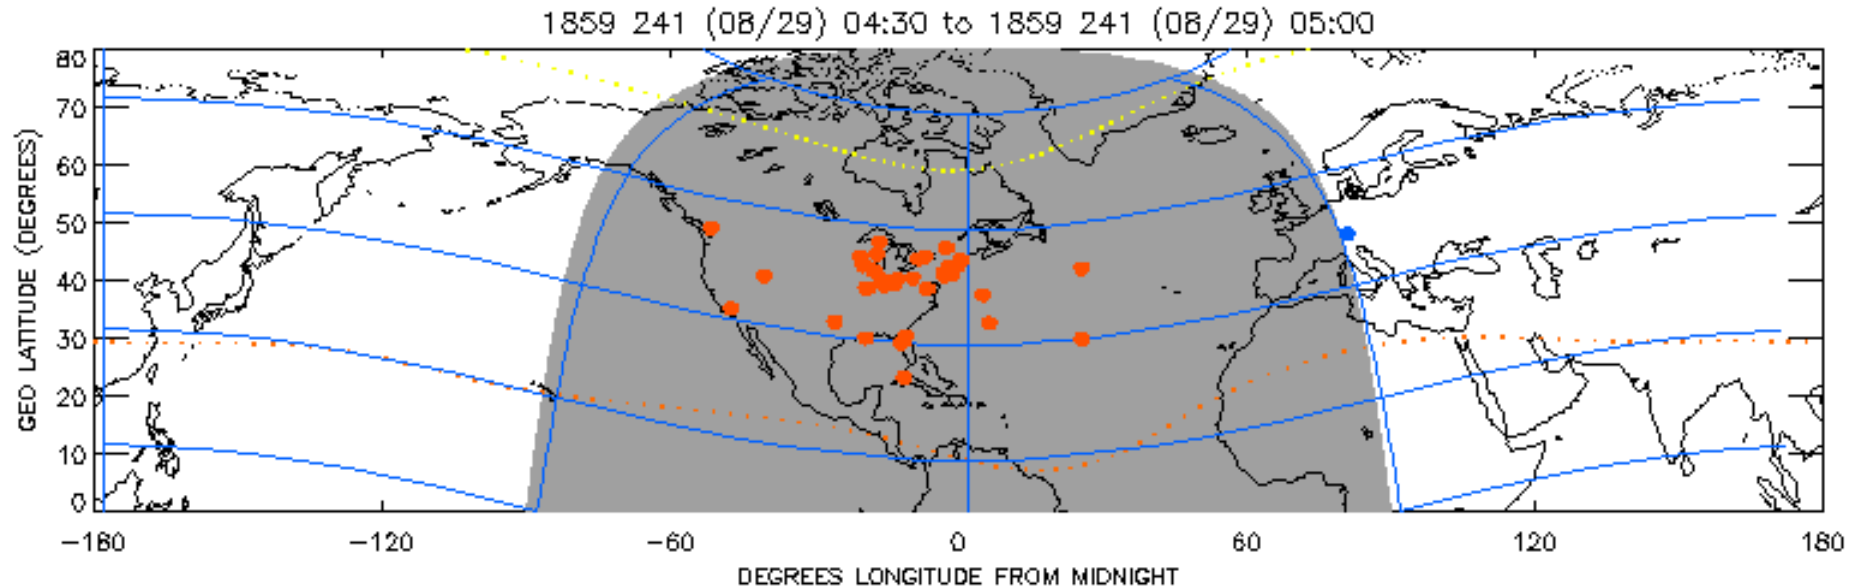 1859 241 (08/29) 04:30 to 1859 241 (08/29) 05:00
GEO LATITUDE (DEGREES)
80
70
60
50
40
30
20
10
0
-180 -120 -60 0 60 120 180
DEGREES LONGITUDE FROM MIDNIGHT